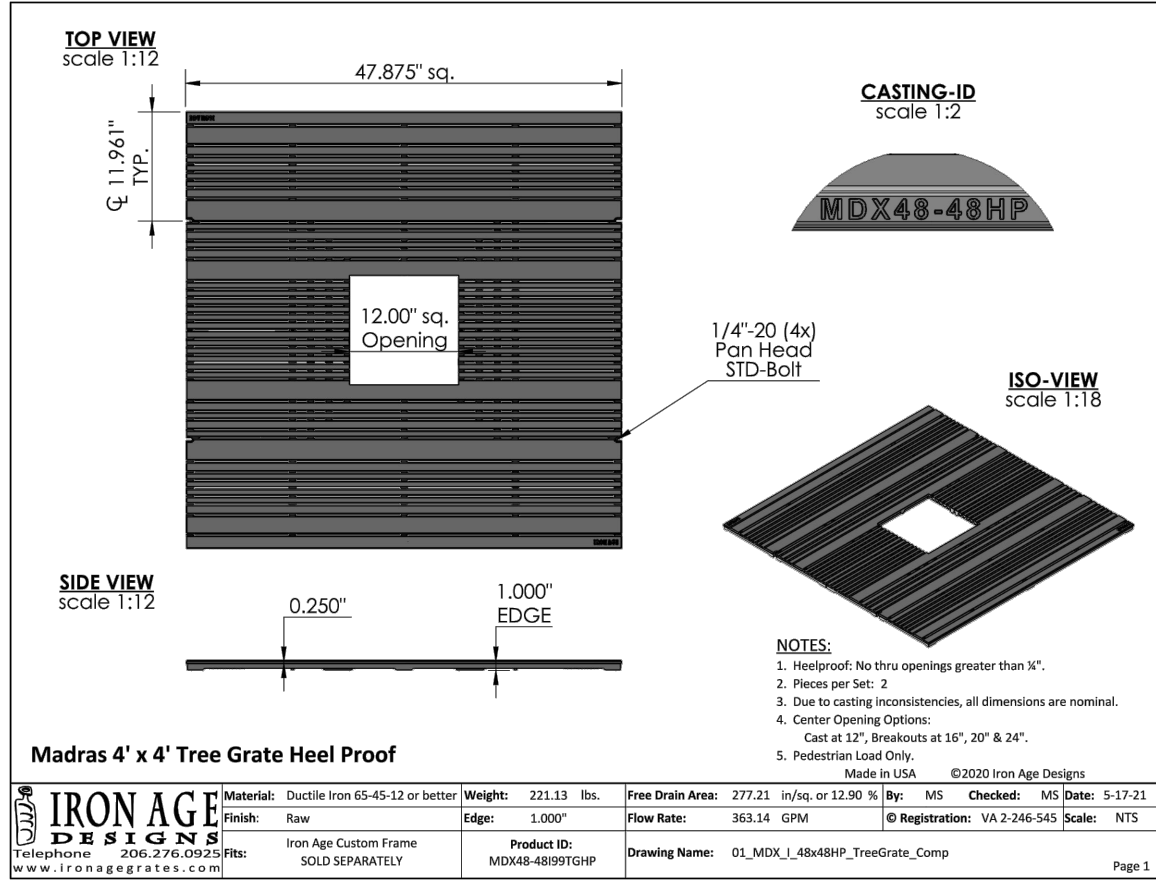 TOP VIEW
scale 1:12
47.875" sq.
℄ 11.961"
TYP.
12.00" sq.
Opening
CASTING-ID
scale 1:2
MDX48-48HP
1/4"-20 (4x)
Pan Head
STD-Bolt
ISO-VIEW
scale 1:18
SIDE VIEW
scale 1:12
0.250"
1.000"
EDGE
NOTES:
1. Heelproof: No thru openings greater than ¼".
2. Pieces per Set: 2
3. Due to casting inconsistencies, all dimensions are nominal.
4. Center Opening Options:
Cast at 12", Breakouts at 16", 20" & 24".
5. Pedestrian Load Only.
Made in USA ©2020 Iron Age Designs
Madras 4' x 4' Tree Grate Heel Proof
IRON AGE
DESIGNS
Telephone 206.276.0925
www.ironagegrates.com
Material: Ductile Iron 65-45-12 or better
Weight: 221.13 lbs.
Free Drain Area: 277.21 in/sq. or 12.90 %
By: MS Checked: MS Date: 5-17-21
Finish: Raw
Edge: 1.000"
Flow Rate: 363.14 GPM
© Registration: VA 2-246-545 Scale: NTS
Fits: Iron Age Custom Frame
SOLD SEPARATELY
Product ID:
MDX48-48I99TGHP
Drawing Name: 01_MDX_I_48x48HP_TreeGrate_Comp
Page 1